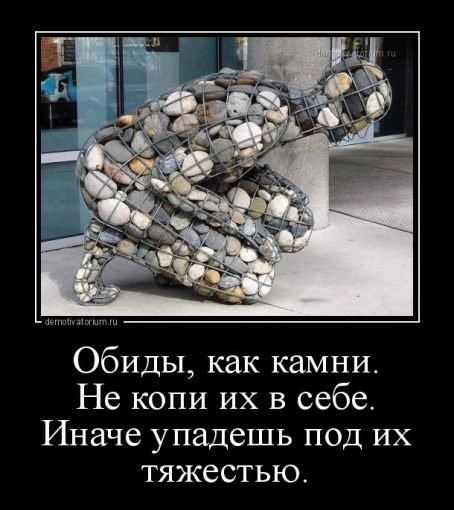 demotivatorium.ru
demotivatorium.ru
Обиды, как камни.
Не копи их в себе.
Иначе упадешь под их
тяжестью.